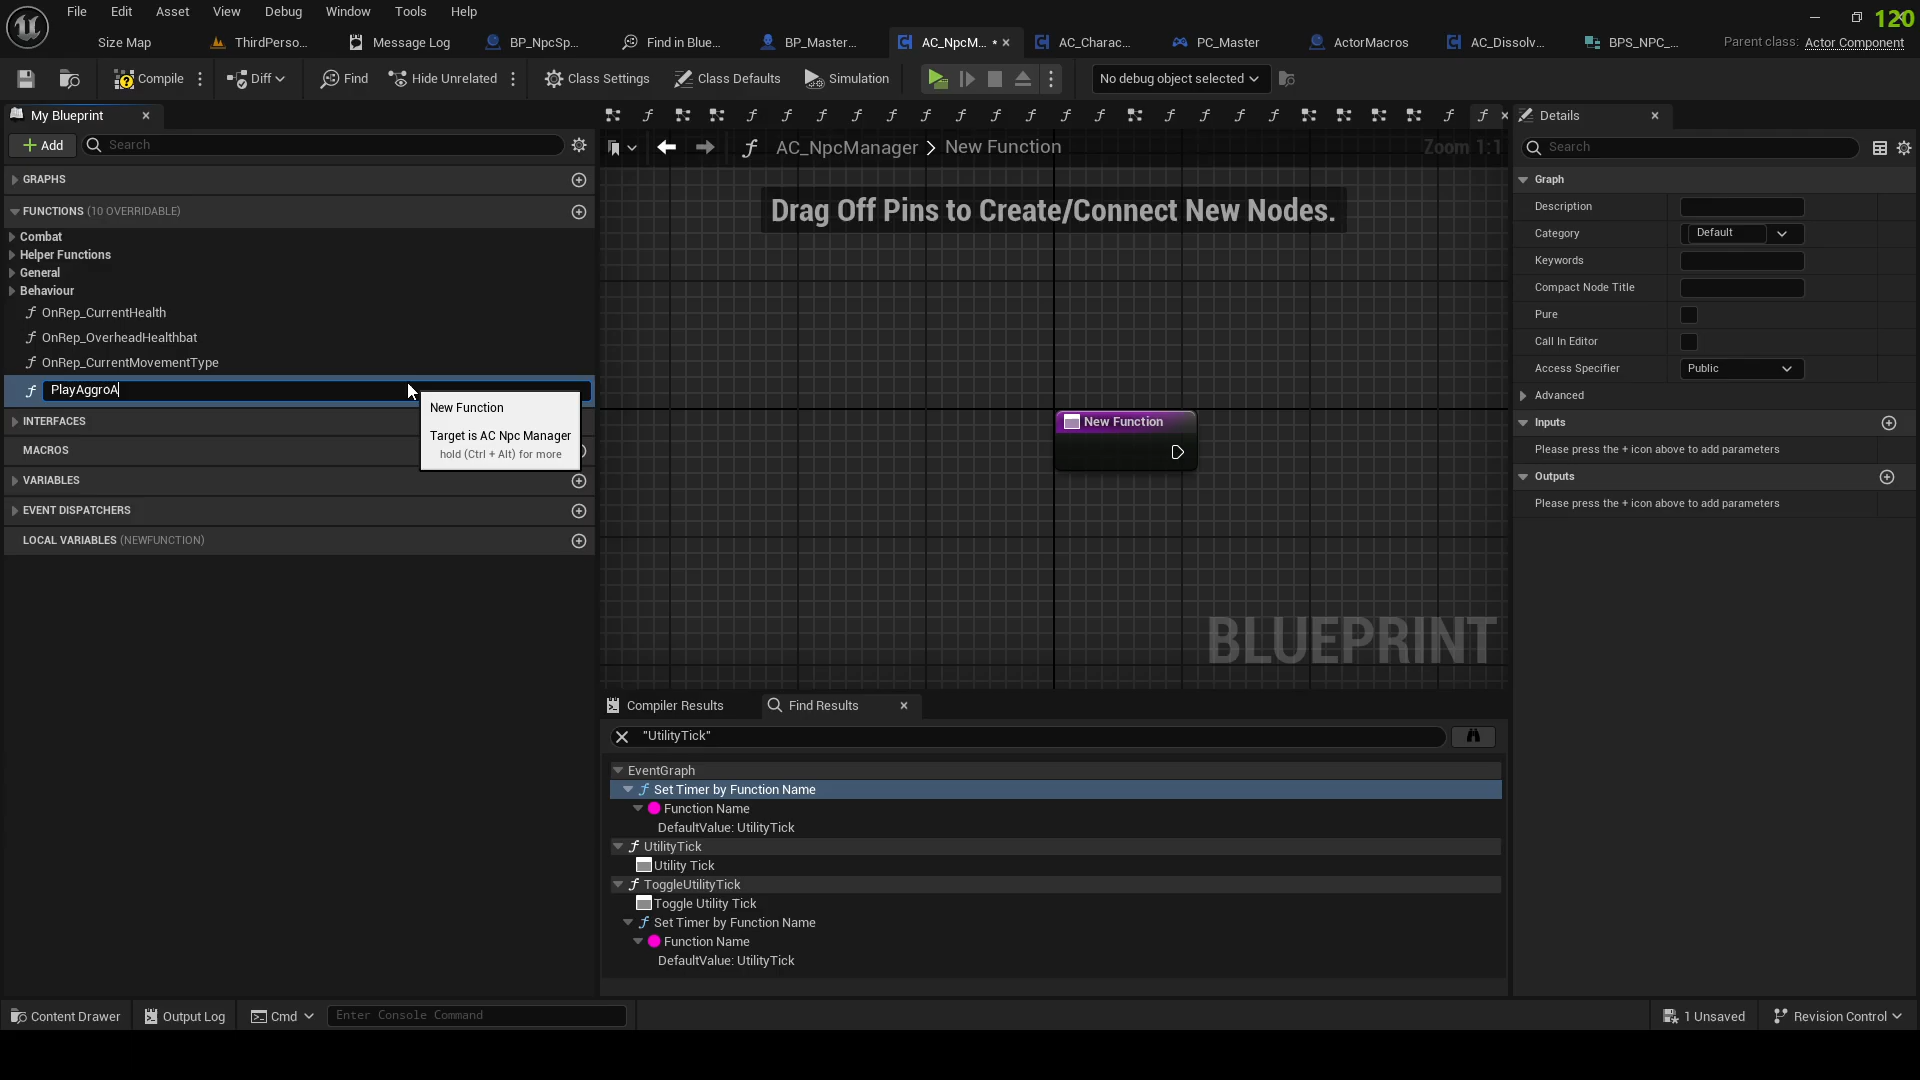 File Edit Asset View Debug Window Tools Help
120
Size Map ThirdPerso... Message Log BP_NpcSp... Find in Blue... BP_Master... AC_NpcM... • AC_Charac... PC_Master ActorMacros AC_Dissolv... BPS_NPC_... Parent class: Actor Component
Compile Diff Find Hide Unrelated Class Settings Class Defaults Simulation No debug object selected
My Blueprint
Add Search
GRAPHS
FUNCTIONS (10 OVERRIDABLE)
Combat
Helper Functions
General
Behaviour
OnRep_CurrentHealth
OnRep_OverheadHealthbat
OnRep_CurrentMovementType
PlayAggroA
New Function
Target is AC Npc Manager
hold (Ctrl + Alt) for more
INTERFACES
MACROS
VARIABLES
EVENT DISPATCHERS
LOCAL VARIABLES (NEWFUNCTION)
AC_NpcManager > New Function
Zoom 1:1
Drag Off Pins to Create/Connect New Nodes.
New Function
BLUEPRINT
Compiler Results Find Results
"UtilityTick"
EventGraph
Set Timer by Function Name
Function Name
DefaultValue: UtilityTick
UtilityTick
Utility Tick
ToggleUtilityTick
Toggle Utility Tick
Set Timer by Function Name
Function Name
DefaultValue: UtilityTick
Details
Search
Graph
Description
Category Default
Keywords
Compact Node Title
Pure
Call In Editor
Access Specifier Public
Advanced
Inputs
Please press the + icon above to add parameters
Outputs
Please press the + icon above to add parameters
Content Drawer Output Log Cmd Enter Console Command 1 Unsaved Revision Control